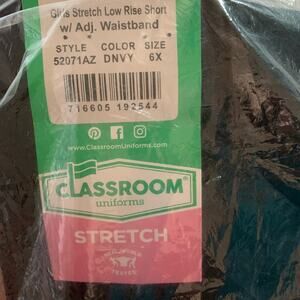 Girls Stretch Low Rise Short
w/ Adj. Waistband
STYLE COLOR SIZE
52071AZ DNVY 6X
716605 192544
www.ClassroomUniforms.com
CLASSROOM
uniforms
STRETCH
TESTED